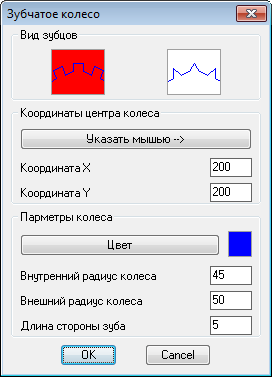 Зубчатое колесо
Вид зубцов
Координаты центра колеса
Указать мышью -->
Координата X
200
Координата Y
200
Парметры колеса
Цвет
Внутренний радиус колеса
45
Внешний радиус колеса
50
Длина стороны зуба
5
OK
Cancel